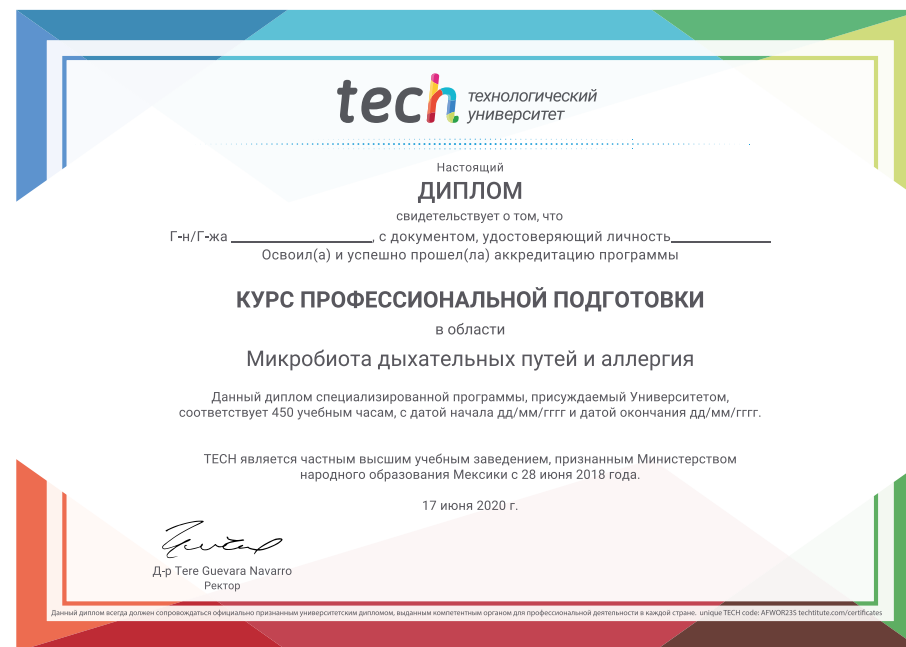 tech технологический
университет
Настоящий
ДИПЛОМ
свидетельствует о том, что
Г-н/Г-жа ____________________, с документом, удостоверяющий личность______________
Освоил(а) и успешно прошел(ла) аккредитацию программы
КУРС ПРОФЕССИОНАЛЬНОЙ ПОДГОТОВКИ
в области
Микробиота дыхательных путей и аллергия
Данный диплом специализированной программы, присуждаемый Университетом,
соответствует 450 учебным часам, с датой начала дд/мм/гггг и датой окончания дд/мм/гггг.
TECH является частным высшим учебным заведением, признанным Министерством
народного образования Мексики с 28 июня 2018 года.
17 июня 2020 г.
Д-р Tere Guevara Navarro
Ректор
Данный диплом всегда должен сопровождаться официально признанным университетским дипломом, выданным компетентным органом для профессиональной деятельности в каждой стране. unique TECH code: AFWOR23S techtitute.com/certificates